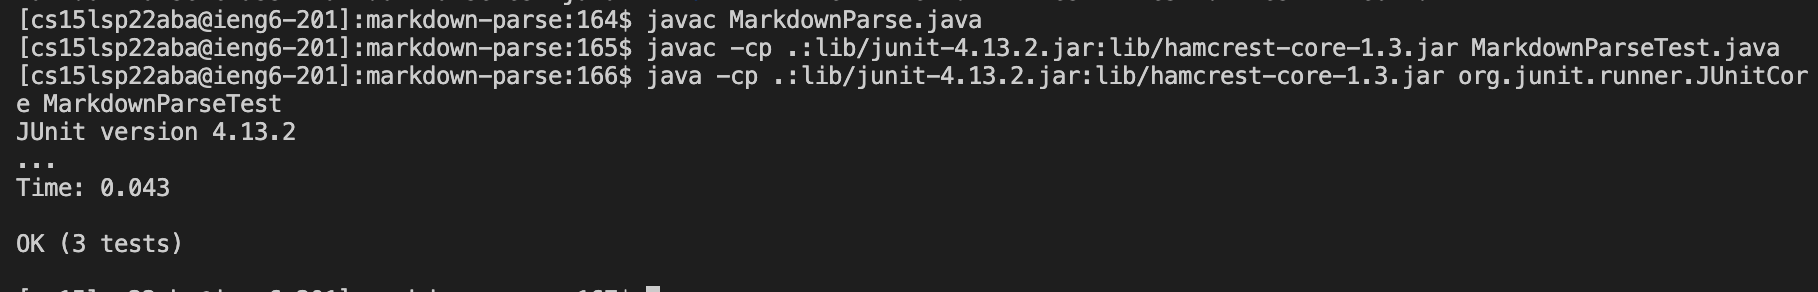 [cs15lsp22aba@ieng6-201]:markdown-parse:164$ javac MarkdownParse.java
[cs15lsp22aba@ieng6-201]:markdown-parse:165$ javac -cp .:lib/junit-4.13.2.jar:lib/hamcrest-core-1.3.jar MarkdownParseTest.java
[cs15lsp22aba@ieng6-201]:markdown-parse:166$ java -cp .:lib/junit-4.13.2.jar:lib/hamcrest-core-1.3.jar org.junit.runner.JUnitCor
e MarkdownParseTest
JUnit version 4.13.2
...
Time: 0.043
OK (3 tests)